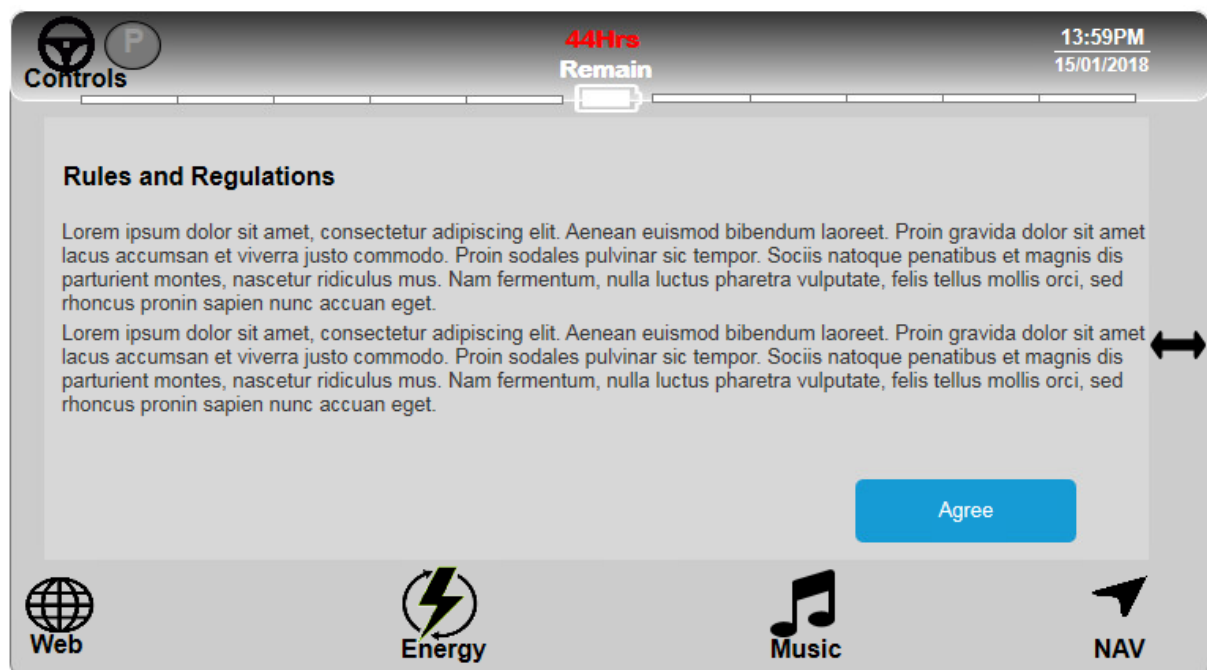 P
Controls
44Hrs
Remain
13:59PM
15/01/2018
Rules and Regulations
Lorem ipsum dolor sit amet, consectetur adipiscing elit. Aenean euismod bibendum laoreet. Proin gravida dolor sit amet
lacus accumsan et viverra justo commodo. Proin sodales pulvinar sic tempor. Sociis natoque penatibus et magnis dis
parturient montes, nascetur ridiculus mus. Nam fermentum, nulla luctus pharetra vulputate, felis tellus mollis orci, sed
rhoncus pronin sapien nunc accuan eget.
Lorem ipsum dolor sit amet, consectetur adipiscing elit. Aenean euismod bibendum laoreet. Proin gravida dolor sit amet
lacus accumsan et viverra justo commodo. Proin sodales pulvinar sic tempor. Sociis natoque penatibus et magnis dis
parturient montes, nascetur ridiculus mus. Nam fermentum, nulla luctus pharetra vulputate, felis tellus mollis orci, sed
rhoncus pronin sapien nunc accuan eget.
Agree
Web
Energy
Music
NAV